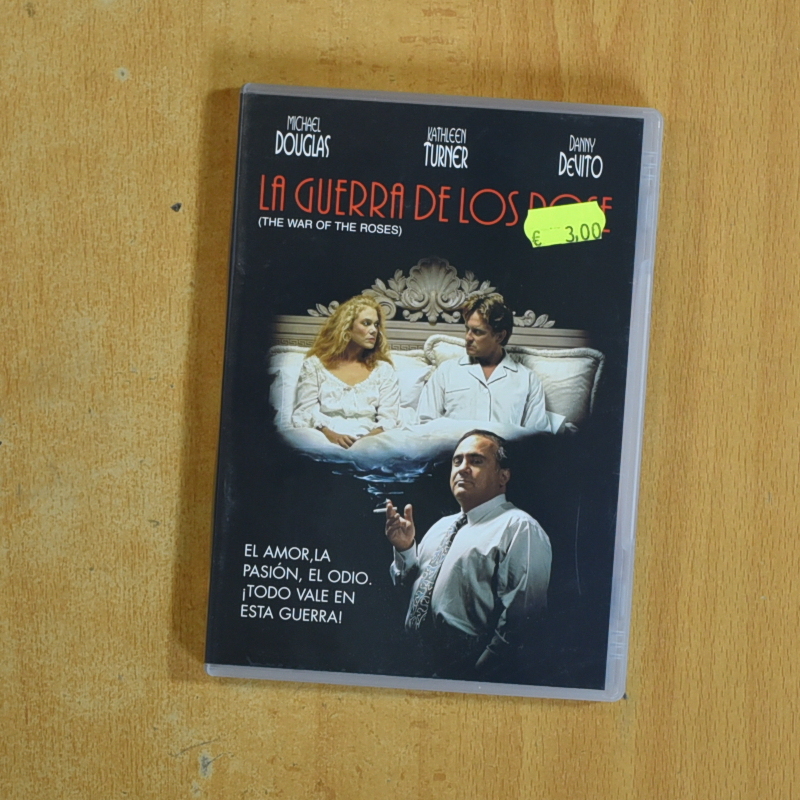 MICHAEL
DOUGLAS
KATHLEEN
TURNER
DANNY
DEVITO
LA GUERRA DE LOS ROSE
(THE WAR OF THE ROSES)
€ 3,00
EL AMOR,LA
PASIÓN, EL ODIO.
¡TODO VALE EN
ESTA GUERRA!